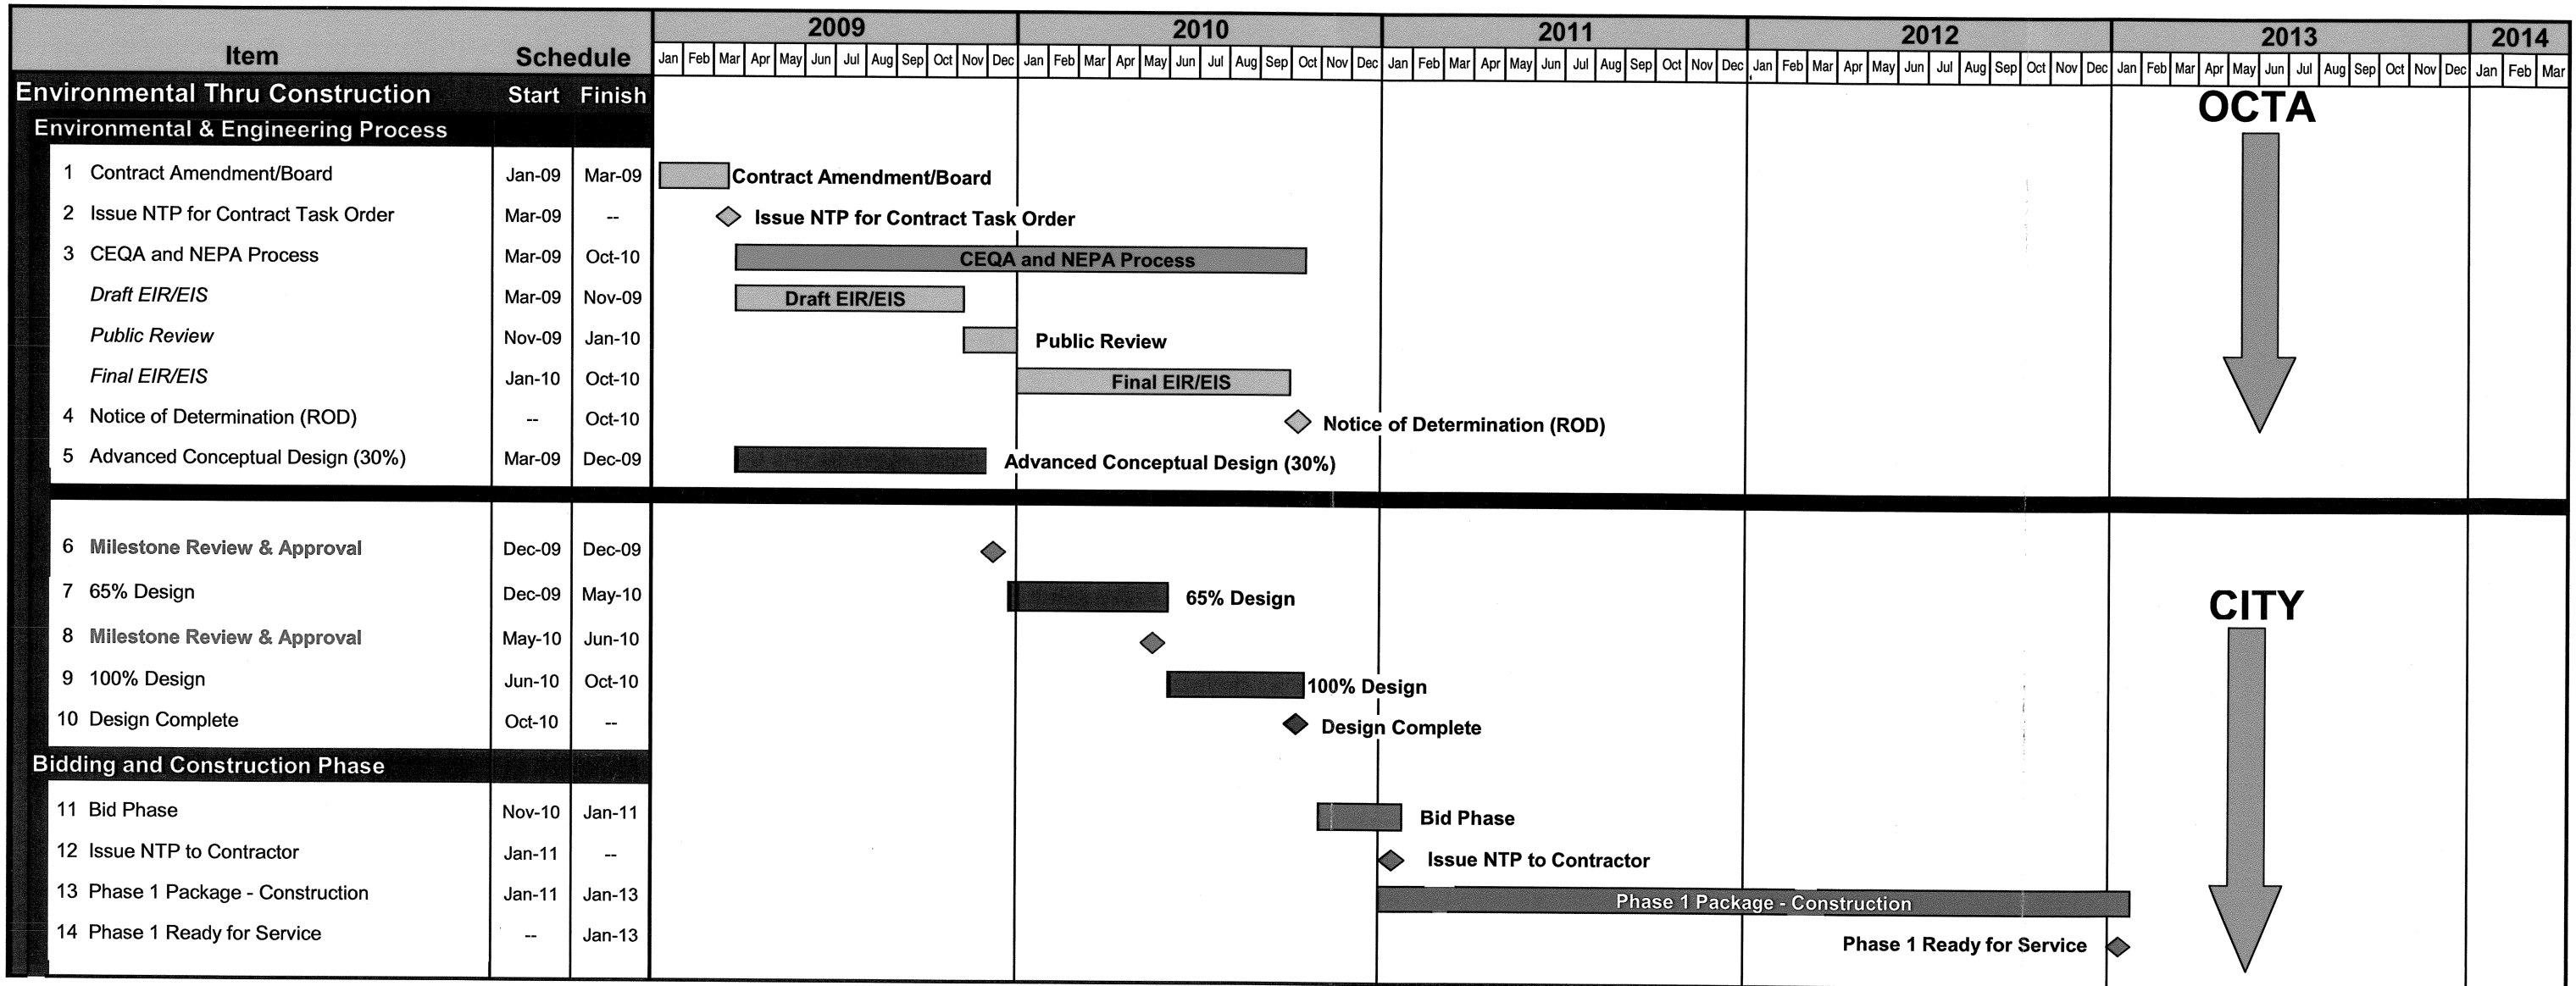 2009 2010 2011 2012 2013 2014
Item Schedule Jan Feb Mar Apr May Jun Jul Aug Sep Oct Nov Dec Jan Feb Mar Apr May Jun Jul Aug Sep Oct Nov Dec Jan Feb Mar Apr May Jun Jul Aug Sep Oct Nov Dec Jan Feb Mar Apr May Jun Jul Aug Sep Oct Nov Dec Jan Feb Mar Apr May Jun Jul Aug Sep Oct Nov Dec Jan Feb Mar
Environmental Thru Construction Start Finish OCTA
Environmental & Engineering Process
1 Contract Amendment/Board Jan-09 Mar-09 Contract Amendment/Board
2 Issue NTP for Contract Task Order Mar-09 -- Issue NTP for Contract Task Order
3 CEQA and NEPA Process Mar-09 Oct-10 CEQA and NEPA Process
Draft EIR/EIS Mar-09 Nov-09 Draft EIR/EIS
Public Review Nov-09 Jan-10 Public Review
Final EIR/EIS Jan-10 Oct-10 Final EIR/EIS
4 Notice of Determination (ROD) -- Oct-10 Notice of Determination (ROD)
5 Advanced Conceptual Design (30%) Mar-09 Dec-09 Advanced Conceptual Design (30%)
6 Milestone Review & Approval Dec-09 Dec-09
7 65% Design Dec-09 May-10 65% Design CITY
8 Milestone Review & Approval May-10 Jun-10
9 100% Design Jun-10 Oct-10 100% Design
10 Design Complete Oct-10 -- Design Complete
Bidding and Construction Phase
11 Bid Phase Nov-10 Jan-11 Bid Phase
12 Issue NTP to Contractor Jan-11 -- Issue NTP to Contractor
13 Phase 1 Package - Construction Jan-11 Jan-13 Phase 1 Package - Construction
14 Phase 1 Ready for Service -- Jan-13 Phase 1 Ready for Service